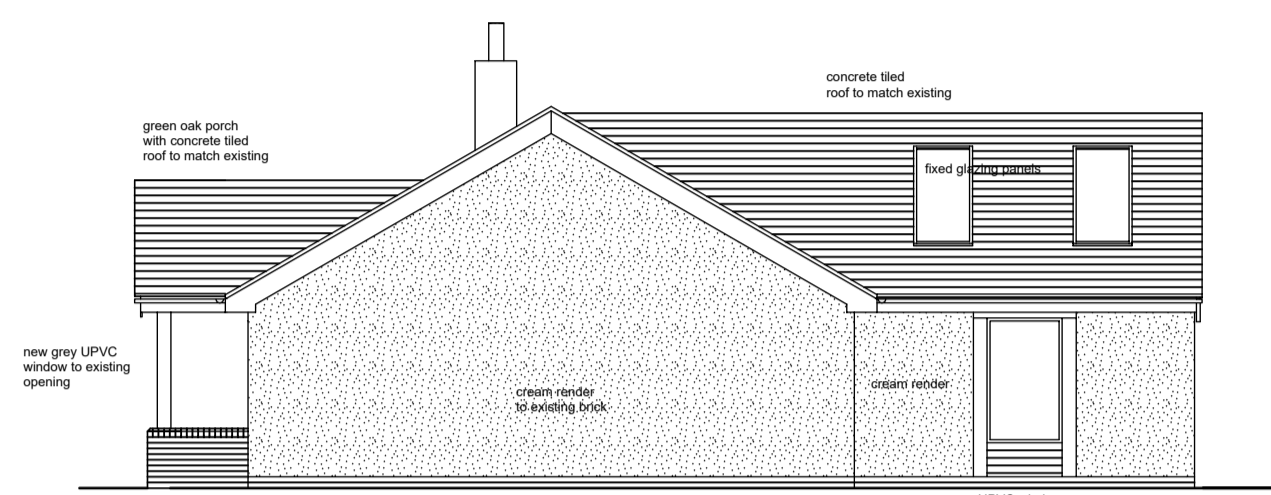 concrete tiled
roof to match existing
green oak porch
with concrete tiled
roof to match existing
fixed glazing panels
new grey UPVC
window to existing
opening
cream render
to existing brick
cream render